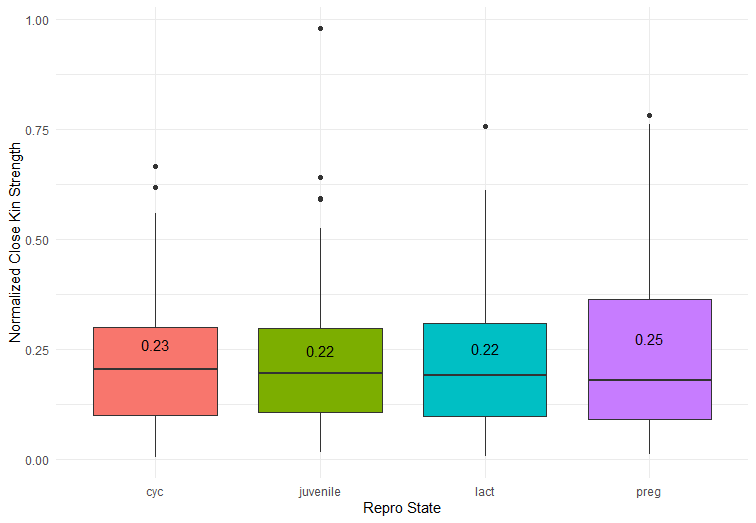 1.00
0.75
0.50
0.25
0.00
Normalized Close Kin Strength
0.23
0.22
0.22
0.25
cyc
juvenile
lact
preg
Repro State